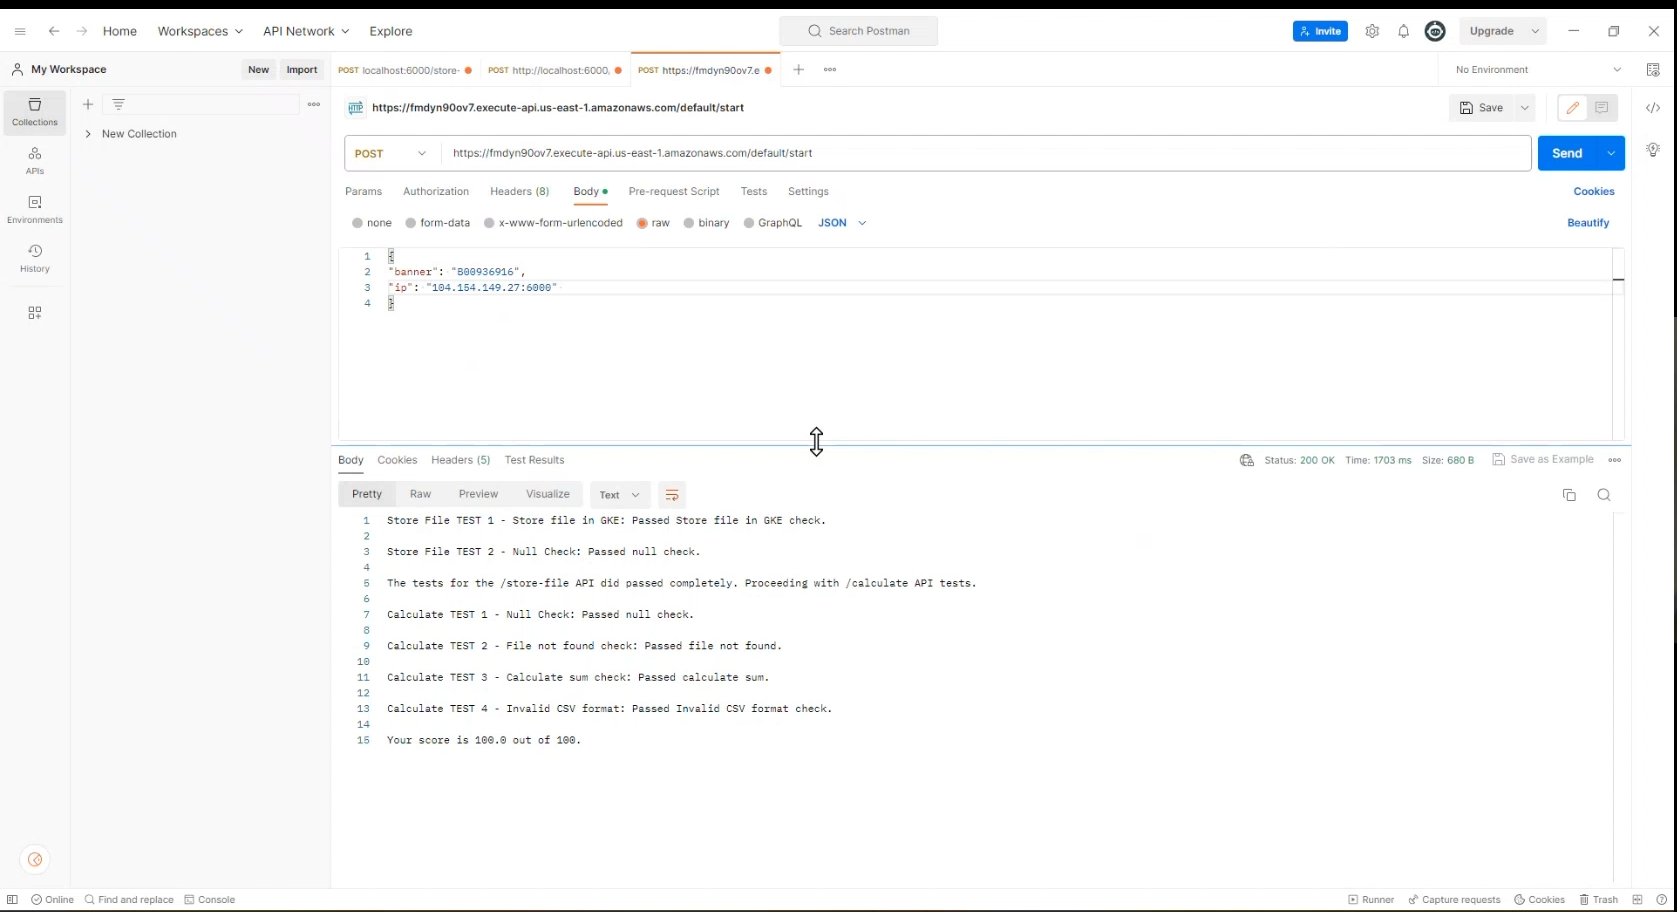 Home Workspaces API Network Explore Search Postman Invite Upgrade
My Workspace New Import POST localhost:6000/store- POST http://localhost:6000, POST https://fmdyn90ov7.e No Environment
Collections
APIs
Environments
History
New Collection
HTTP https://fmdyn90ov7.execute-api.us-east-1.amazonaws.com/default/start Save
POST https://fmdyn90ov7.execute-api.us-east-1.amazonaws.com/default/start Send
Params Authorization Headers (8) Body Pre-request Script Tests Settings Cookies
none form-data x-www-form-urlencoded raw binary GraphQL JSON Beautify
1 {
2 "banner": "B00936916",
3 "ip": "104.154.149.27:6000"
4 }
Body Cookies Headers (5) Test Results Status: 200 OK Time: 1703 ms Size: 680 B Save as Example
Pretty Raw Preview Visualize Text
1 Store File TEST 1 - Store file in GKE: Passed Store file in GKE check.
2
3 Store File TEST 2 - Null Check: Passed null check.
4
5 The tests for the /store-file API did passed completely. Proceeding with /calculate API tests.
6
7 Calculate TEST 1 - Null Check: Passed null check.
8
9 Calculate TEST 2 - File not found check: Passed file not found.
10
11 Calculate TEST 3 - Calculate sum check: Passed calculate sum.
12
13 Calculate TEST 4 - Invalid CSV format: Passed Invalid CSV format check.
14
15 Your score is 100.0 out of 100.
Online Find and replace Console Runner Capture requests Cookies Trash